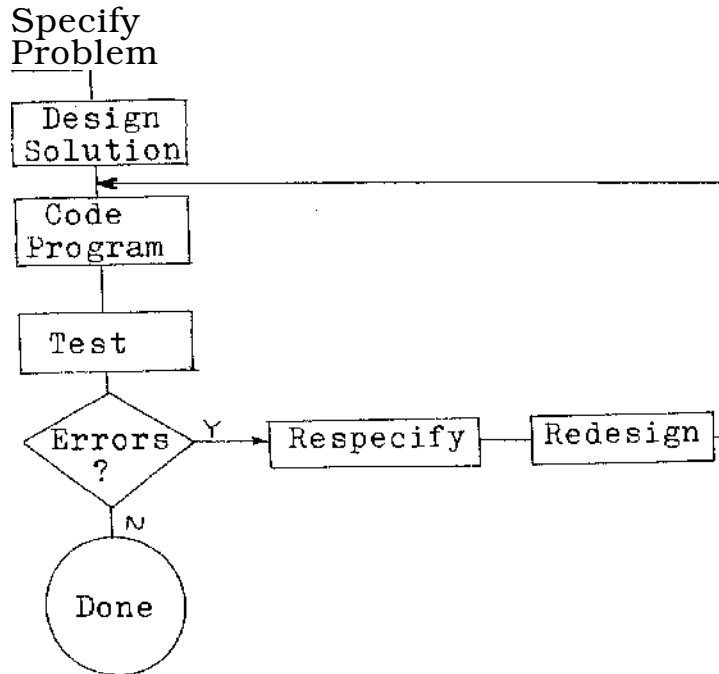 Specify
Problem
Design
Solution
Code
Program
Test
Errors
?
Y
Respecify
Redesign
N
Done